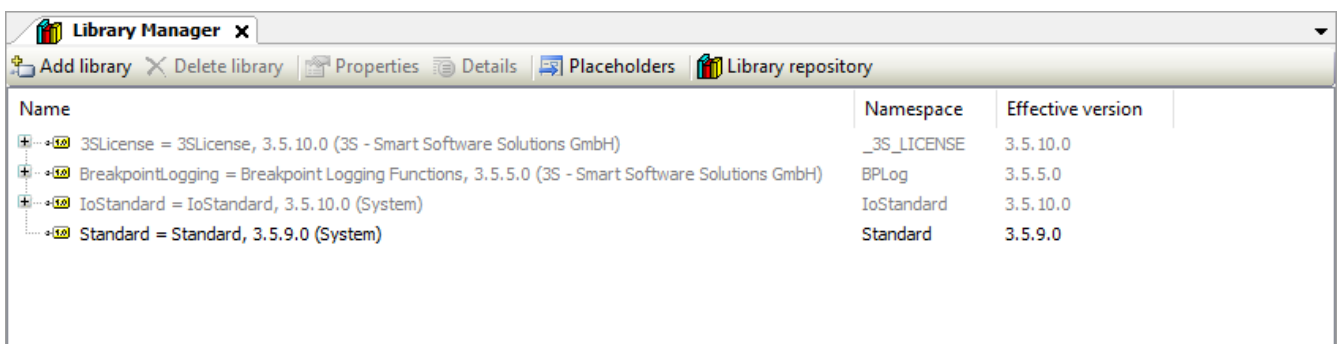 Library Manager x
Add library Delete library Properties Details Placeholders Library repository
Name Namespace Effective version
3SLicense = 3SLicense, 3.5.10.0 (3S - Smart Software Solutions GmbH) _3S_LICENSE 3.5.10.0
BreakpointLogging = Breakpoint Logging Functions, 3.5.5.0 (3S - Smart Software Solutions GmbH) BPLog 3.5.5.0
IoStandard = IoStandard, 3.5.10.0 (System) IoStandard 3.5.10.0
Standard = Standard, 3.5.9.0 (System) Standard 3.5.9.0